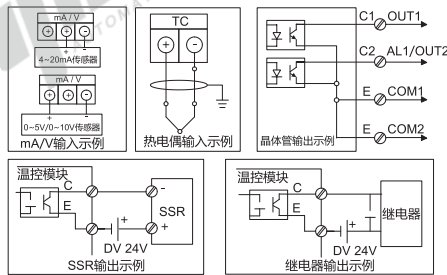 mA / V
+ + -
+ -
4~20mA传感器
mA / V
+ + -
+ -
0~5V/0~10V传感器
mA/V输入示例
TC
+ -
热电偶输入示例
C1 OUT1
C2 AL1/OUT2
E COM1
E COM2
晶体管输出示例
温控模块
C
E
-
SSR
+
+
DV 24V
SSR输出示例
温控模块
C
E
继电器
+
DV 24V
继电器输出示例